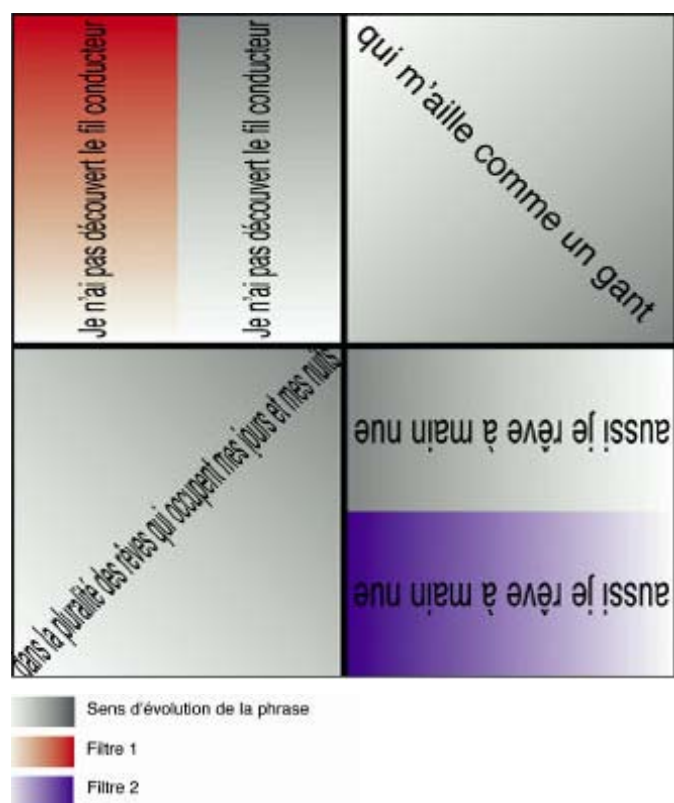 Je n'ai pas découvert le fil conducteur
Je n'ai pas découvert le fil conducteur
qui m'aille comme un gant
dans la pluralité des rêves qui occupent mes jours et mes nuits
aussi je rêve à main nue
aussi je rêve à main nue
Sens d'évolution de la phrase
Filtre 1
Filtre 2